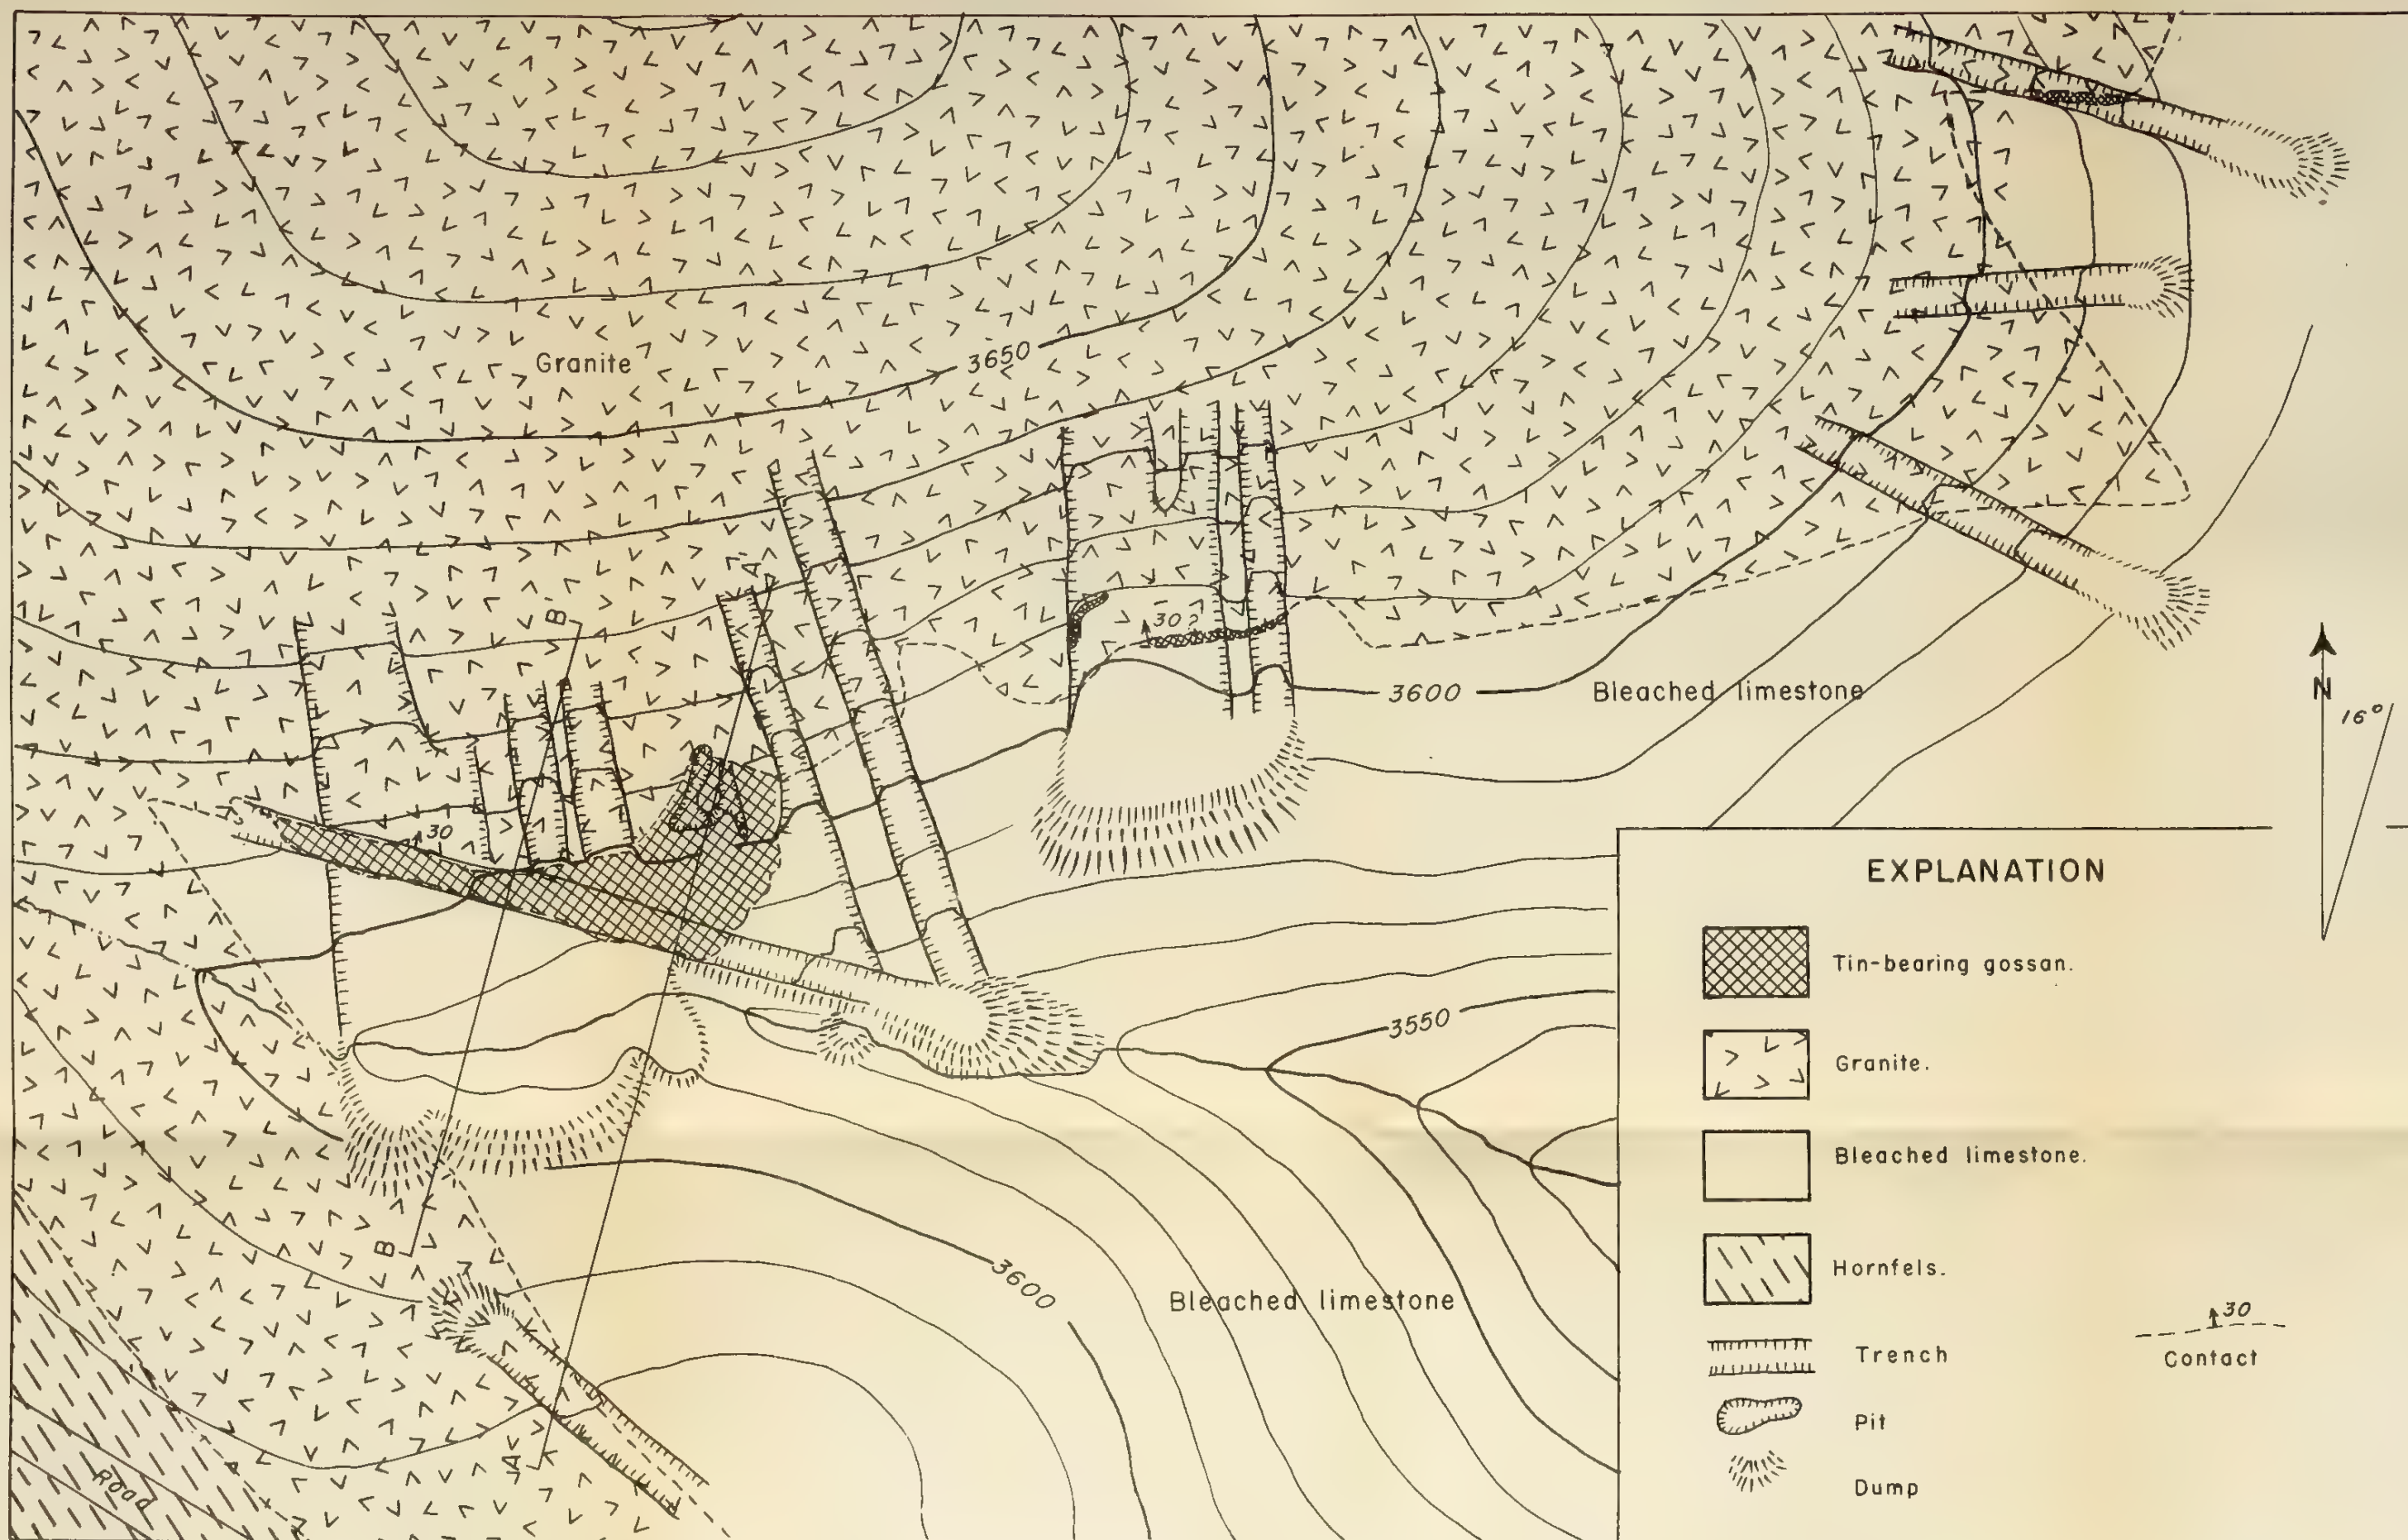 Granite
3650
A'
B'
30?
3600
Bleached limestone
N
16°
30
EXPLANATION
Tin-bearing gossan.
Granite.
Bleached limestone.
Hornfels.
Trench
30
Contact
Pit
Dump
3550
B
3600
Bleached limestone
A
Road